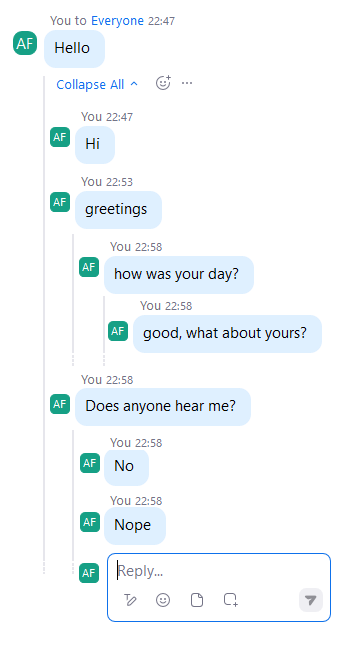 You to Everyone 22:47
AF Hello
Collapse All
You 22:47
AF Hi
You 22:53
AF greetings
You 22:58
AF how was your day?
You 22:58
AF good, what about yours?
You 22:58
AF Does anyone hear me?
You 22:58
AF No
You 22:58
AF Nope
AF Reply...